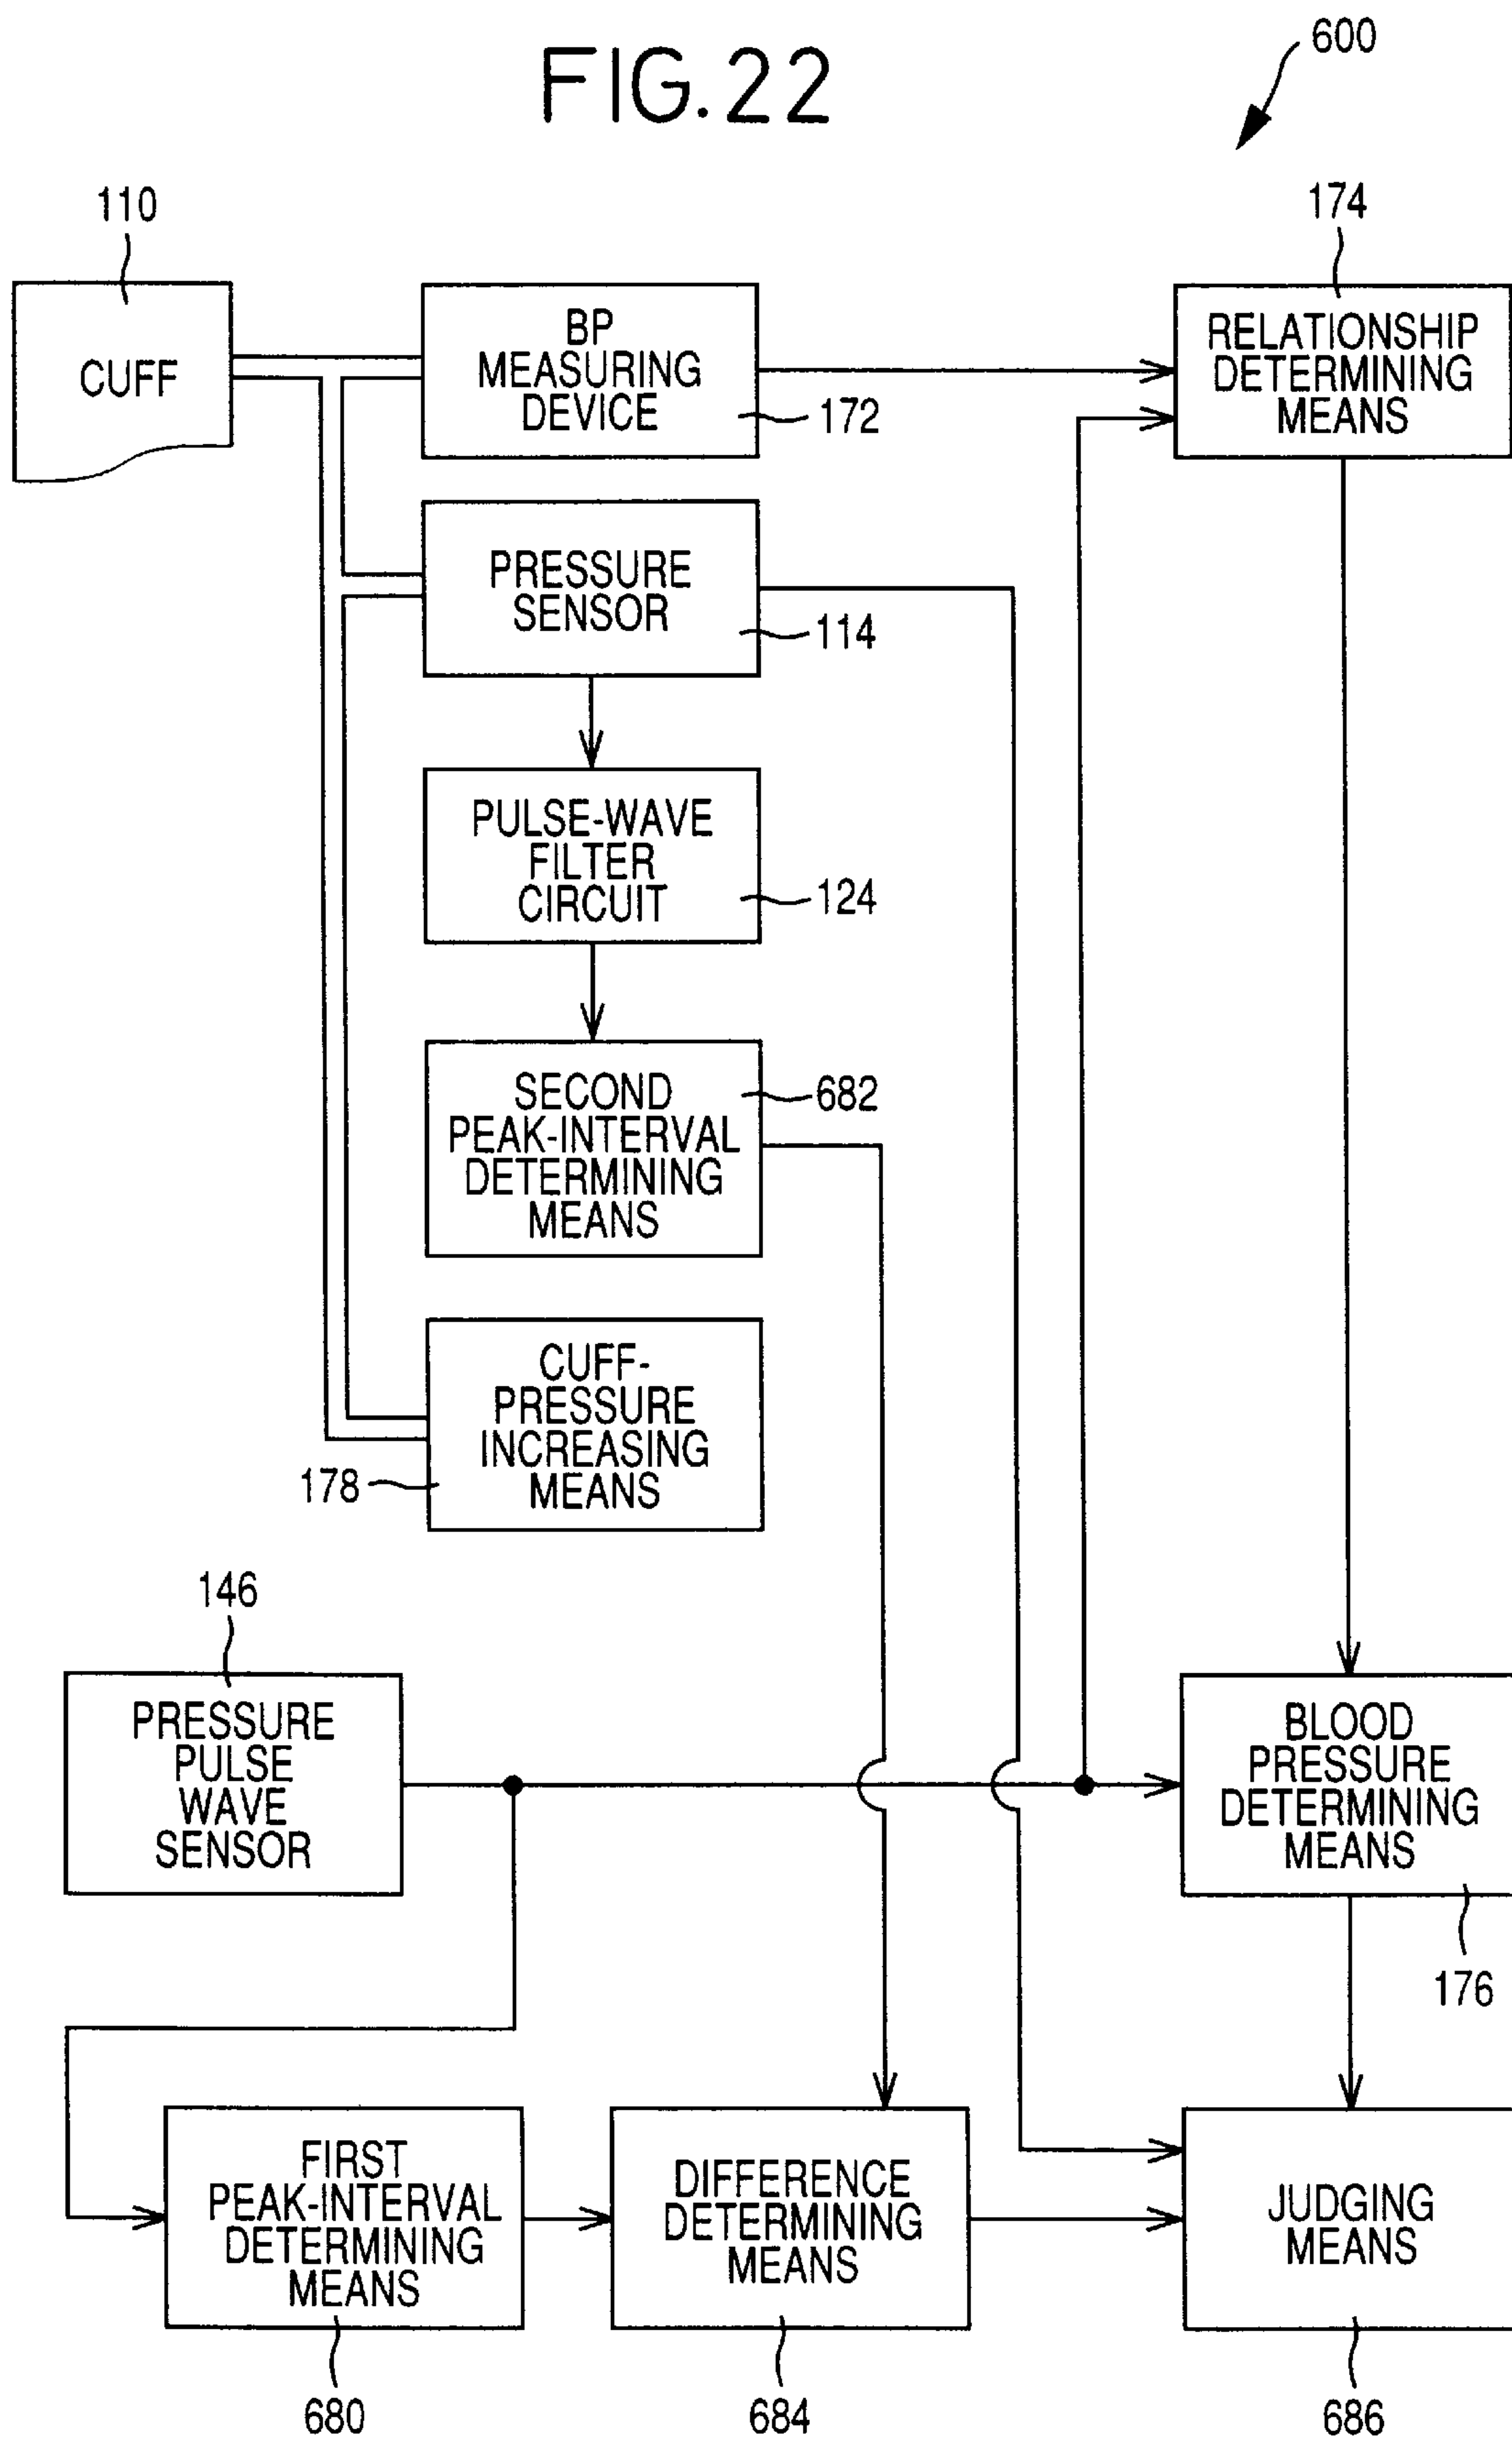 FIG.22
600
110
174
CUFF
BP
MEASURING
DEVICE
172
RELATIONSHIP
DETERMINING
MEANS
PRESSURE
SENSOR
114
PULSE-WAVE
FILTER
CIRCUIT
124
SECOND
PEAK-INTERVAL
DETERMINING
MEANS
682
CUFF-
PRESSURE
INCREASING
MEANS
178
146
PRESSURE
PULSE
WAVE
SENSOR
BLOOD
PRESSURE
DETERMINING
MEANS
176
FIRST
PEAK-INTERVAL
DETERMINING
MEANS
DIFFERENCE
DETERMINING
MEANS
JUDGING
MEANS
680
684
686